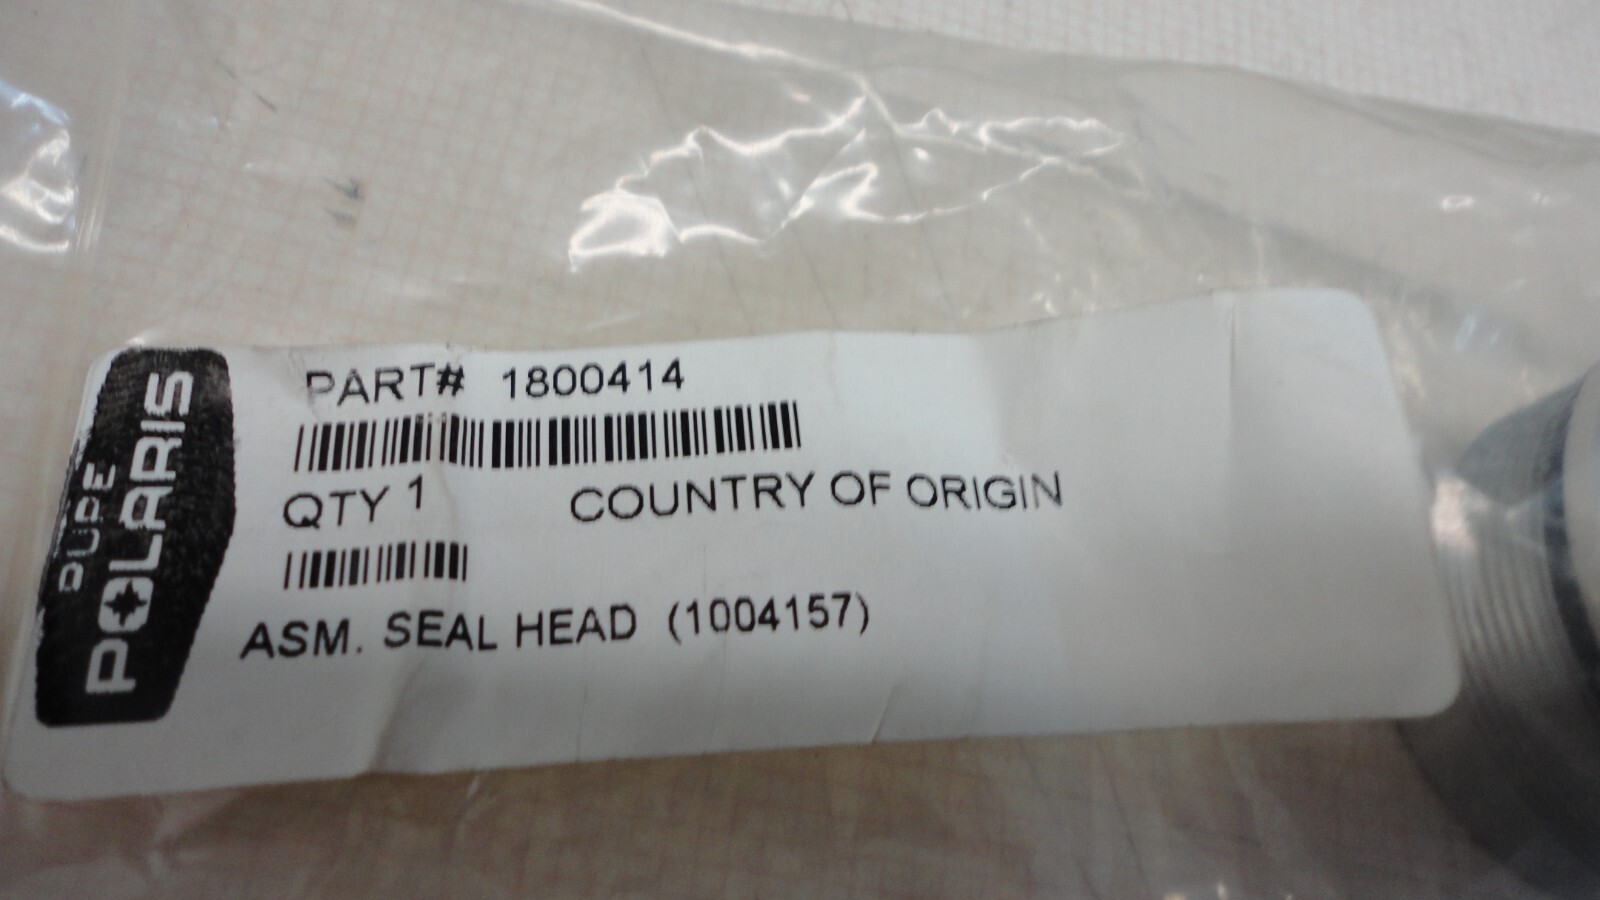 PURE
POLARIS
PART# 1800414
QTY 1 COUNTRY OF ORIGIN
ASM. SEAL HEAD (1004157)